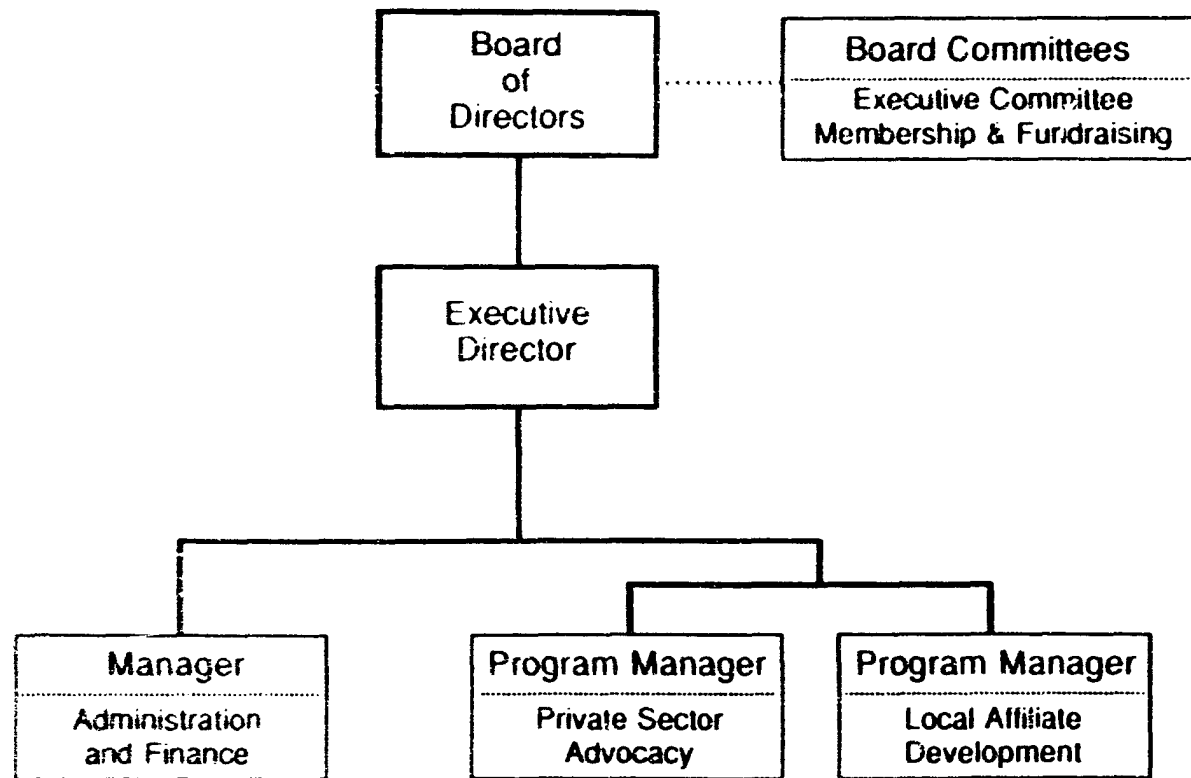 Board
of
Directors
Board Committees
Executive Committee
Membership & Fundraising
Executive
Director
Manager
Administration
and Finance
Program Manager
Private Sector
Advocacy
Program Manager
Local Affiliate
Development